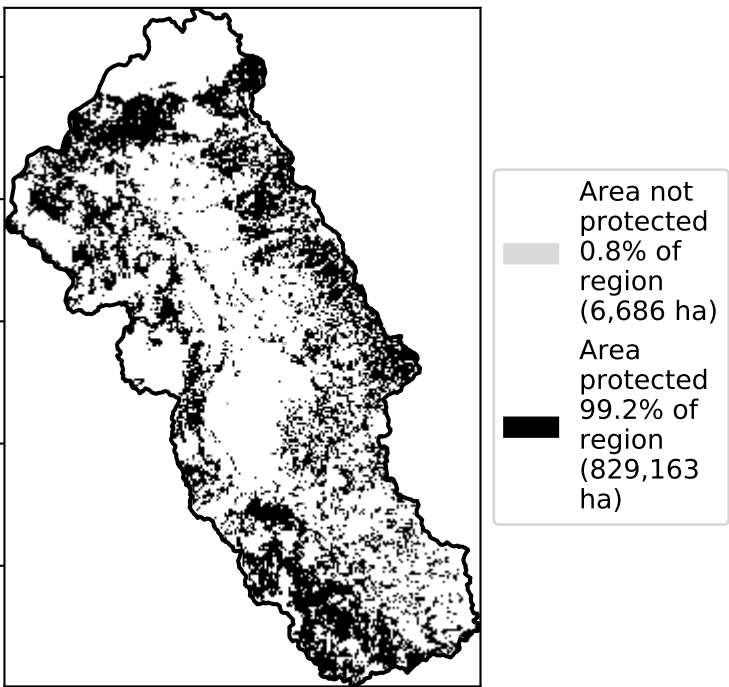 Area not
protected
0.8% of
region
(6,686 ha)
Area
protected
99.2% of
region
(829,163
ha)